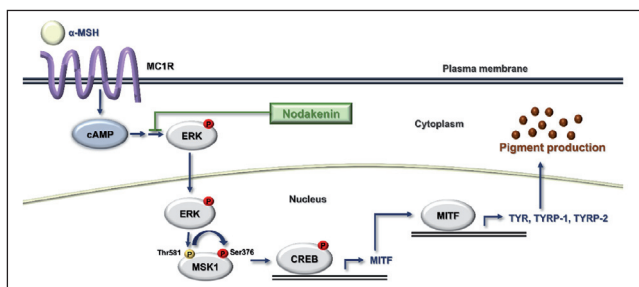 α-MSH
MC1R
Plasma membrane
Nodakenin
cAMP
P
ERK
Cytoplasm
Pigment production
Nucleus
P
ERK
Thr581
P
P
Ser376
MSK1
P
CREB
MITF
MITF
TYR, TYRP-1, TYRP-2